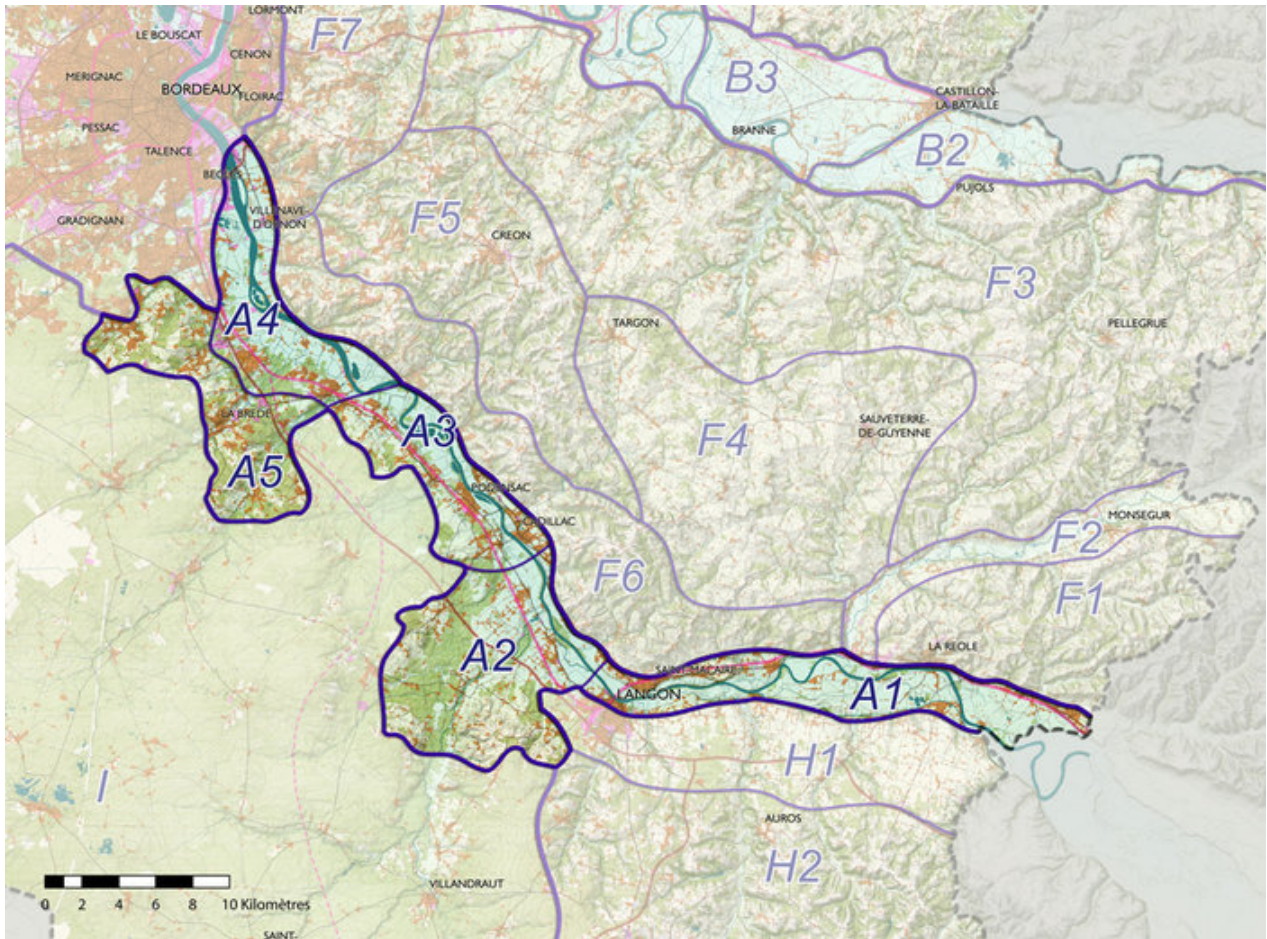 LORMONT
LE BOUSCAT
F7
CENON
MERIGNAC
B3
BORDEAUX
FLOIRAC
CASTILLON-
LA BATAILLE
PESSAC
BRANNE
TALENCE
B2
BEGLES
PUJOLS
VILLENAVE-
D'ORNON
GRADIGNAN
F5
CREON
F3
A4
TARGON
PELLEGRUE
LA BREDE
SAUVETERRE-
DE-GUYENNE
A3
F4
A5
PODENSAC
MONSEGUR
CADILLAC
F2
F6
F1
LA REOLE
A2
SAINT-MACAIRE
LANGON
A1
H1
I
AUROS
H2
VILLANDRAUT
0 2 4 6 8 10 Kilomètres
SAINT-